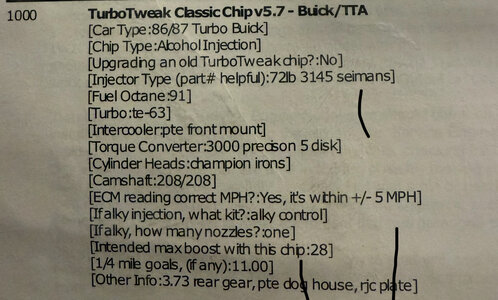 1000 TurboTweak Classic Chip v5.7 - Buick/TTA
[Car Type:86/87 Turbo Buick]
[Chip Type:Alcohol Injection]
[Upgrading an old TurboTweak chip?:No]
[Injector Type (part# helpful):72lb 3145 seimans]
[Fuel Octane:91]
[Turbo:te-63]
[Intercooler:pte front mount]
[Torque Converter:3000 precison 5 disk]
[Cylinder Heads:champion irons]
[Camshaft:208/208]
[ECM reading correct MPH?:Yes, it's within +/- 5 MPH]
[If alky injection, what kit?:alky control]
[If alky, how many nozzles?:one]
[Intended max boost with this chip:28]
[1/4 mile goals, (if any):11.00]
[Other Info:3.73 rear gear, pte dog house, rjc plate]